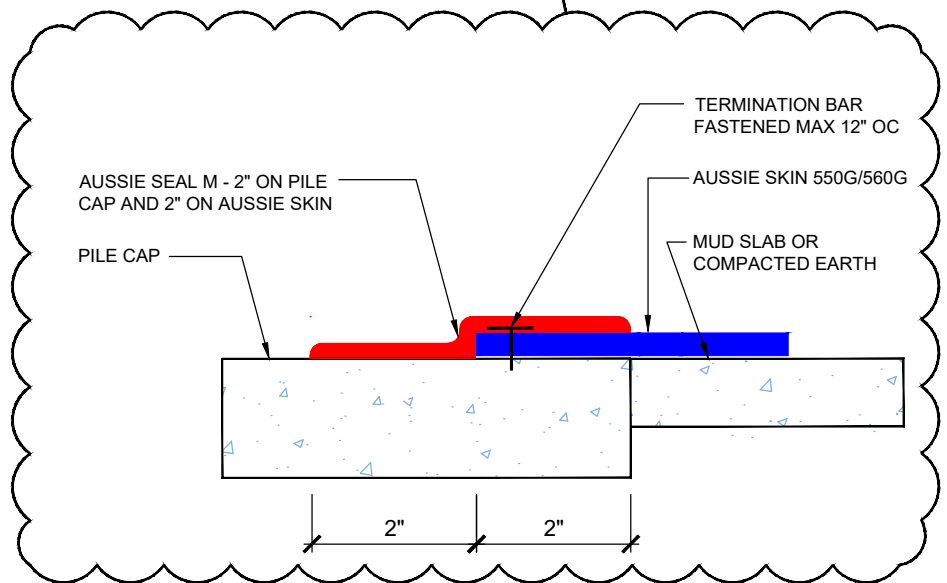 TERMINATION BAR
FASTENED MAX 12" OC
AUSSIE SEAL M - 2" ON PILE
CAP AND 2" ON AUSSIE SKIN
AUSSIE SKIN 550G/560G
PILE CAP
MUD SLAB OR
COMPACTED EARTH
2"
2"